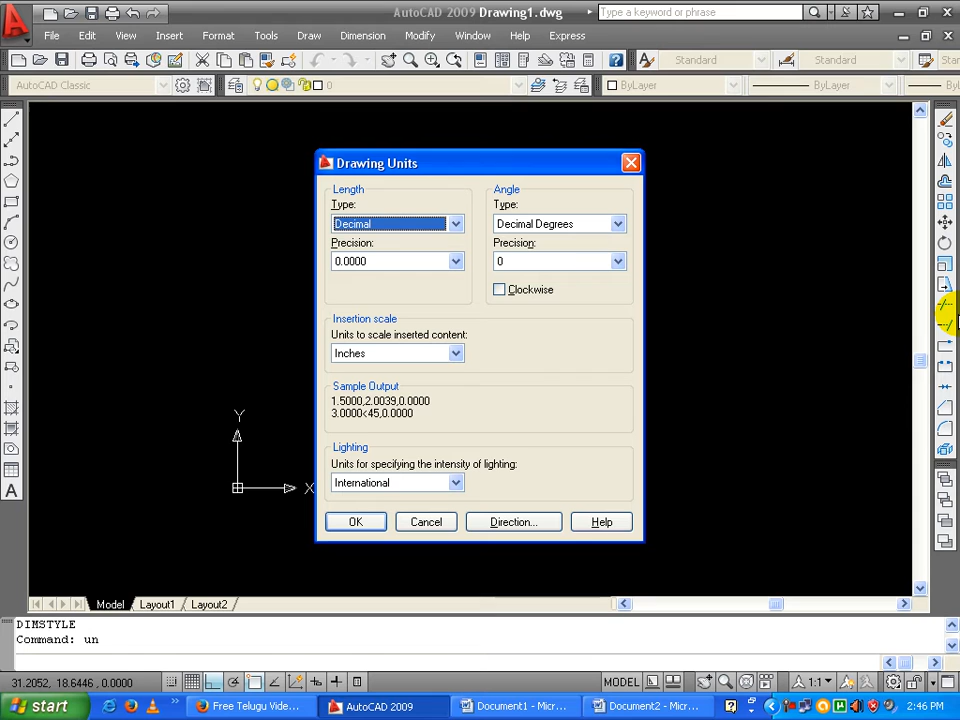 AutoCAD 2009 Drawing1.dwg
Type a keyword or phrase
File Edit View Insert Format Tools Draw Dimension Modify Window Help Express
Standard Standard
AutoCAD Classic 0 ByLayer ByLayer
Drawing Units
Length
Type:
Decimal
Precision:
0.0000
Angle
Type:
Decimal Degrees
Precision:
0
Clockwise
Insertion scale
Units to scale inserted content:
Inches
Sample Output
1.5000,2.0039,0.0000
3.0000<45,0.0000
Lighting
Units for specifying the intensity of lighting:
International
OK Cancel Direction... Help
Y
X
A
Model Layout1 Layout2
DIMSTYLE
Command: un
31.2052, 18.6446, 0.0000 MODEL 1:1
start Free Telugu Vide... AutoCAD 2009 Document1 - Micr... Document2 - Micr... 2:46 PM